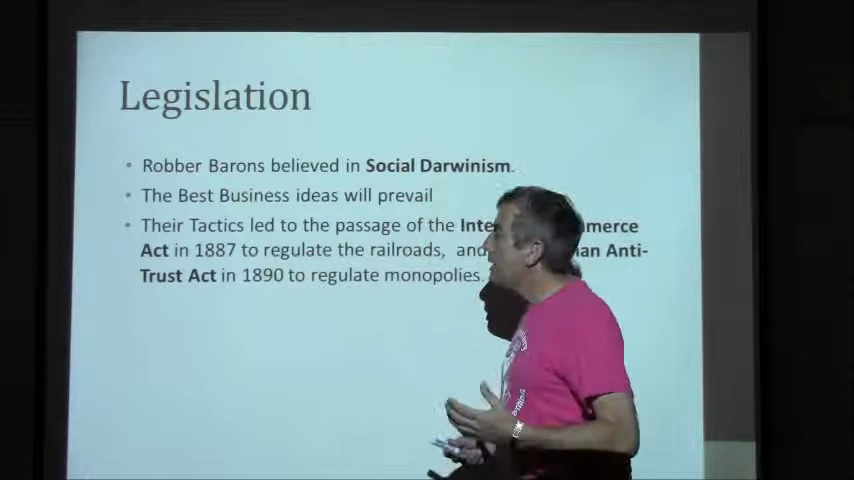 Legislation
• Robber Barons believed in Social Darwinism.
• The Best Business ideas will prevail
• Their Tactics led to the passage of the Inte mmerce
Act in 1887 to regulate the railroads, and an Anti-
Trust Act in 1890 to regulate monopolies.